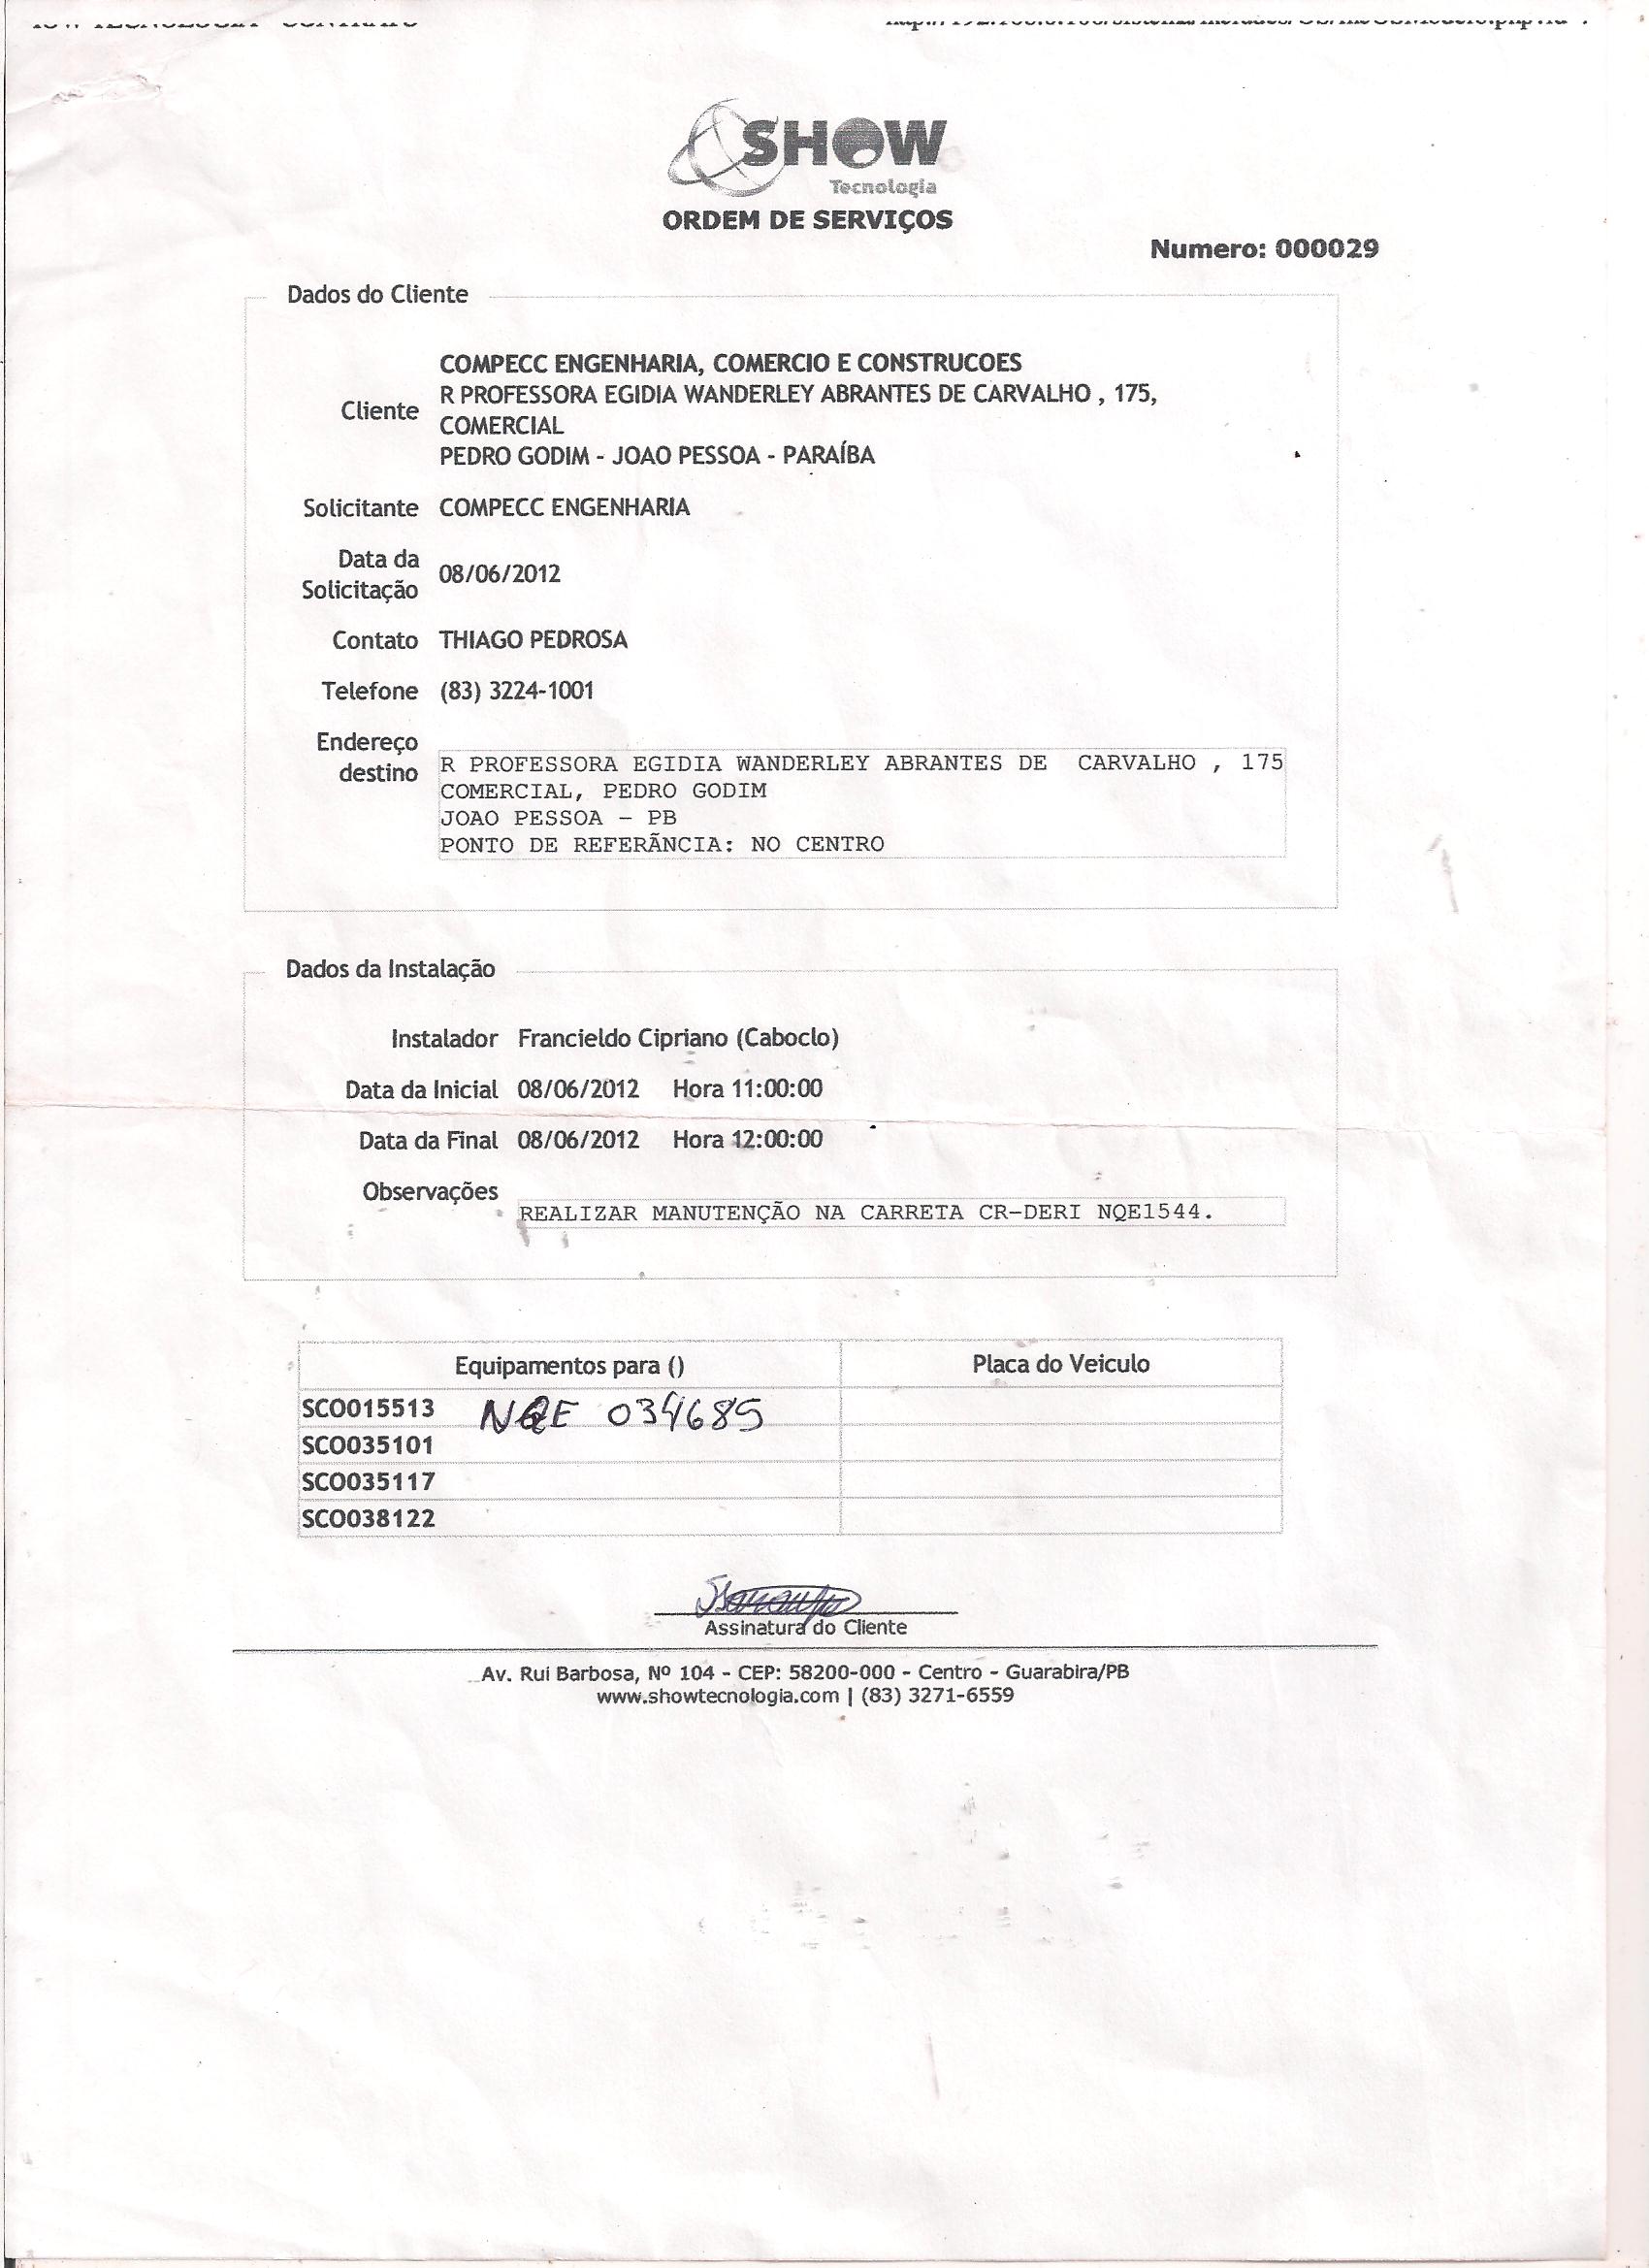 SHOW
Tecnologia
ORDEM DE SERVIÇOS
Numero: 000029
Dados do Cliente
Cliente
COMPECC ENGENHARIA, COMERCIO E CONSTRUCOES
R PROFESSORA EGIDIA WANDERLEY ABRANTES DE CARVALHO , 175,
COMERCIAL
PEDRO GODIM - JOAO PESSOA - PARAÍBA
Solicitante COMPECC ENGENHARIA
Data da Solicitação 08/06/2012
Contato THIAGO PEDROSA
Telefone (83) 3224-1001
Endereço destino
R PROFESSORA EGIDIA WANDERLEY ABRANTES DE CARVALHO , 175
COMERCIAL, PEDRO GODIM
JOAO PESSOA – PB
PONTO DE REFERÃNCIA: NO CENTRO
Dados da Instalação
Instalador Francieldo Cipriano (Caboclo)
Data da Inicial 08/06/2012 Hora 11:00:00
Data da Final 08/06/2012 Hora 12:00:00
Observações
REALIZAR MANUTENÇÃO NA CARRETA CR-DERI NQE1544.
Equipamentos para () Placa do Veiculo
SCO015513 NQE 034685
SCO035101
SCO035117
SCO038122
Assinatura do Cliente
Av. Rui Barbosa, Nº 104 - CEP: 58200-000 - Centro - Guarabira/PB
www.showtecnologia.com | (83) 3271-6559